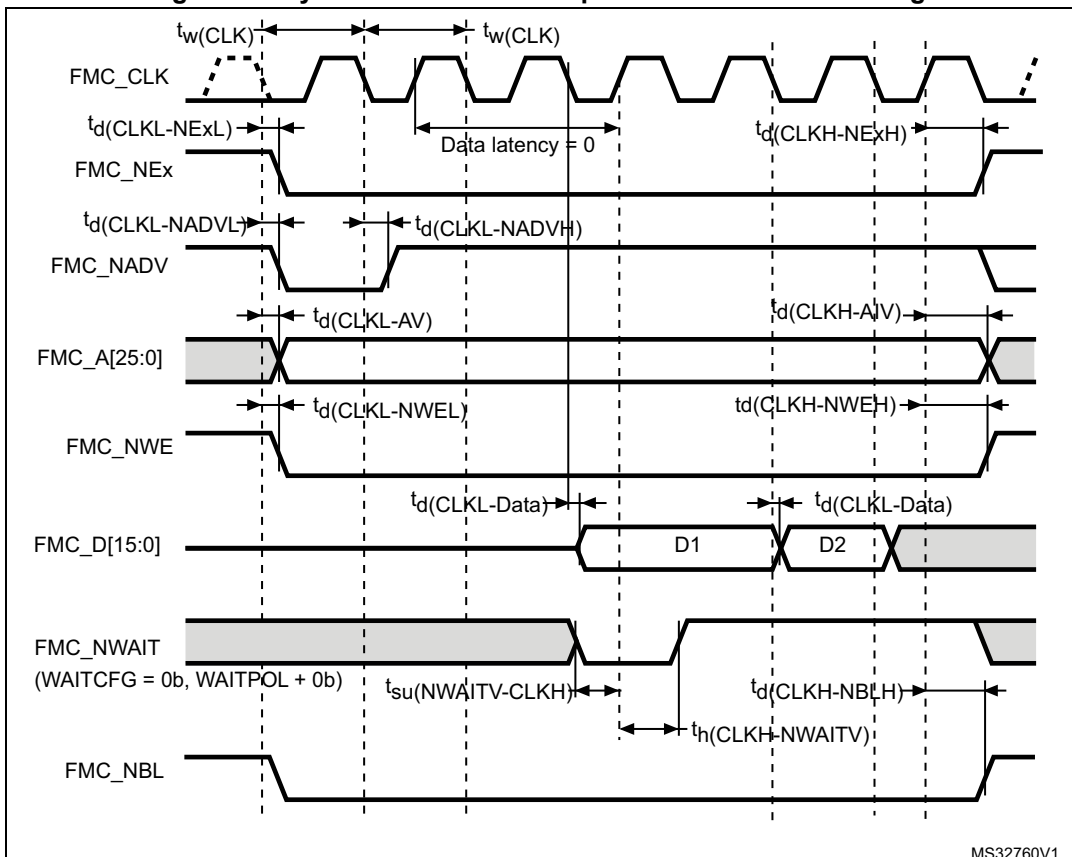 tw(CLK) tw(CLK)
FMC_CLK
td(CLKL-NExL) Data latency = 0 td(CLKH-NExH)
FMC_NEx
td(CLKL-NADVL) td(CLKL-NADVH)
FMC_NADV
td(CLKL-AV) td(CLKH-AIV)
FMC_A[25:0]
td(CLKL-NWEL) td(CLKH-NWEH)
FMC_NWE
td(CLKL-Data) td(CLKL-Data)
FMC_D[15:0] D1 D2
FMC_NWAIT
(WAITCFG = 0b, WAITPOL + 0b)
tsu(NWAITV-CLKH) td(CLKH-NBLH)
th(CLKH-NWAITV)
FMC_NBL
MS32760V1